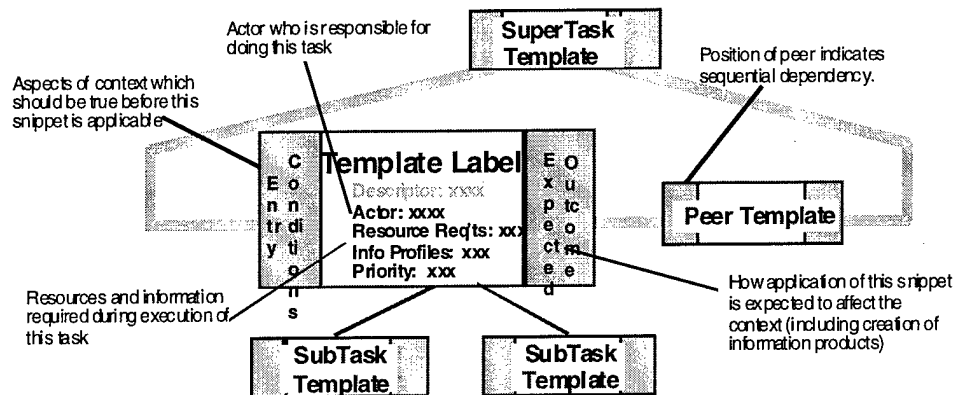 Actor who is responsible for
doing this task
SuperTask
Template
Position of peer indicates
sequential dependency.
Aspects of context which
should be true before this
snippet is applicable
Entry
Conditions
Template Label
Descriptor: xxxx
Actor: xxxx
Resource Req'ts: xxx
Info Profiles: xxx
Priority: xxx
Expected
Outcome
Peer Template
Resources and information
required during execution of
this task
How application of this snippet
is expected to affect the
context (including creation of
information products)
SubTask
Template
SubTask
Template